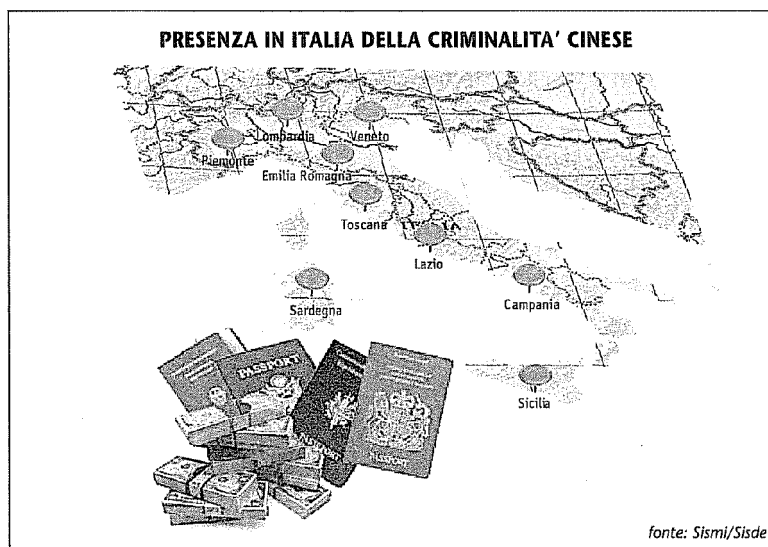 PRESENZA IN ITALIA DELLA CRIMINALITA' CINESE
Lombardia
Veneto
Piemonte
Emilia Romagna
Toscana
Lazio
Sardegna
Campania
Sicilia
PASSPORT
PASSPORT
fonte: Sismi/Sisde